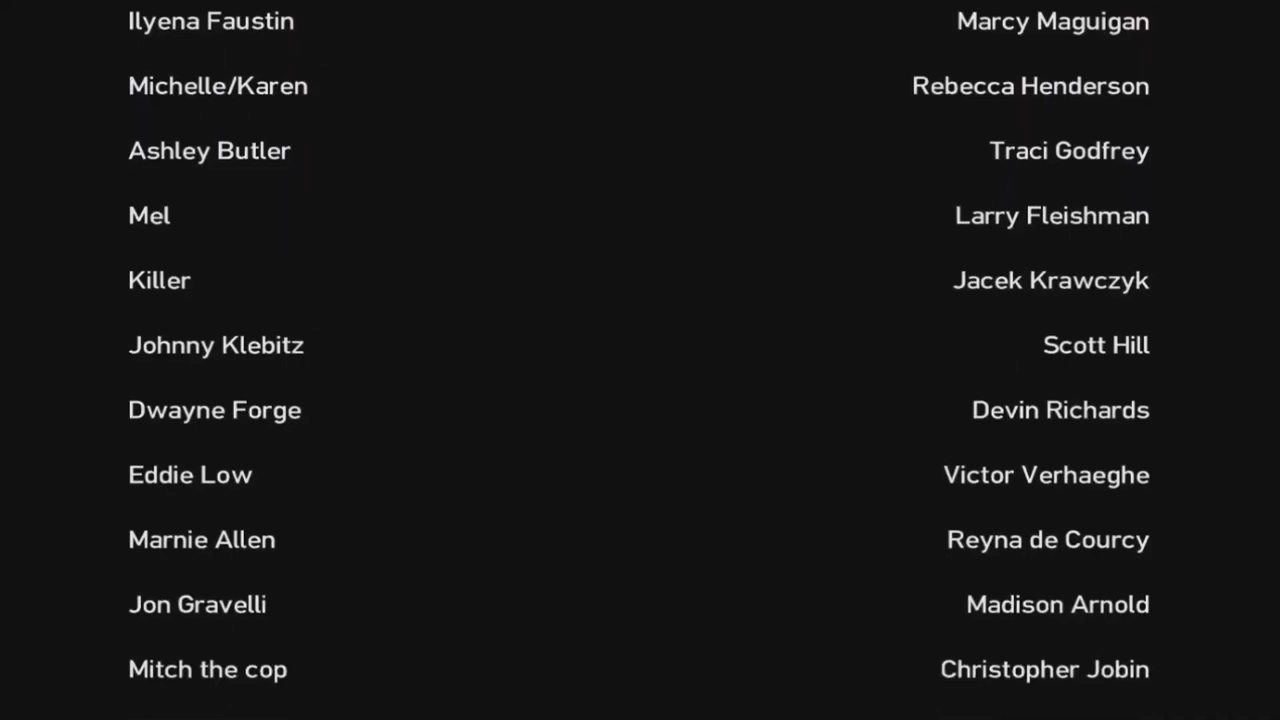 Ilyena Faustin Marcy Maguigan
Michelle/Karen Rebecca Henderson
Ashley Butler Traci Godfrey
Mel Larry Fleishman
Killer Jacek Krawczyk
Johnny Klebitz Scott Hill
Dwayne Forge Devin Richards
Eddie Low Victor Verhaeghe
Marnie Allen Reyna de Courcy
Jon Gravelli Madison Arnold
Mitch the cop Christopher Jobin